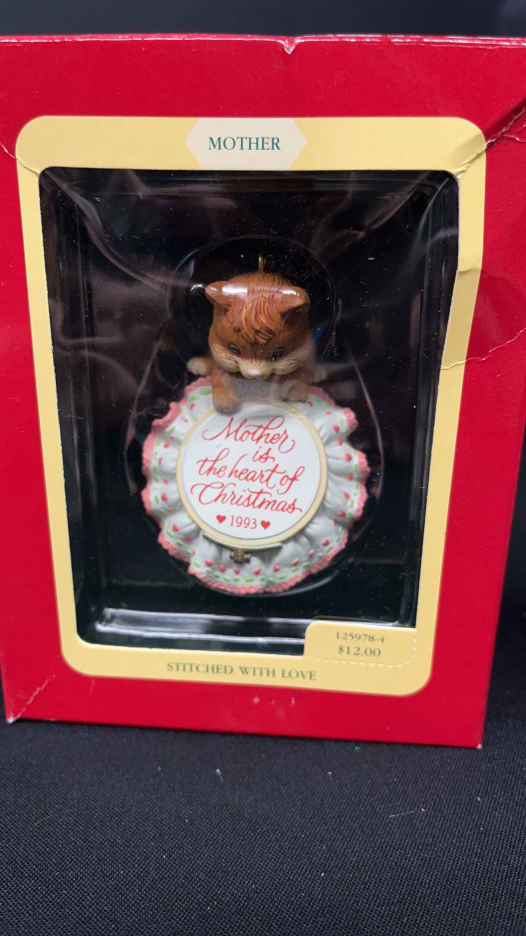 MOTHER
Mother
is
the heart of
Christmas
♥ 1993 ♥
125978-4
$12.00
STITCHED WITH LOVE